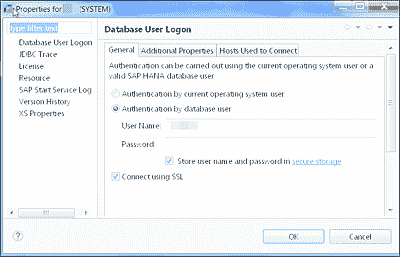 Properties for (SYSTEM)
type filter text
Database User Logon
JDBC Trace
License
Resource
SAP Start Service Log
Version History
XS Properties
Database User Logon
General
Additional Properties
Hosts Used to Connect
Authentication can be carried out using the current operating system user or a
valid SAP HANA database user
Authentication by current operating system user
Authentication by database user
User Name:
Password:
Store user name and password in secure storage
Connect using SSL
OK
Cancel